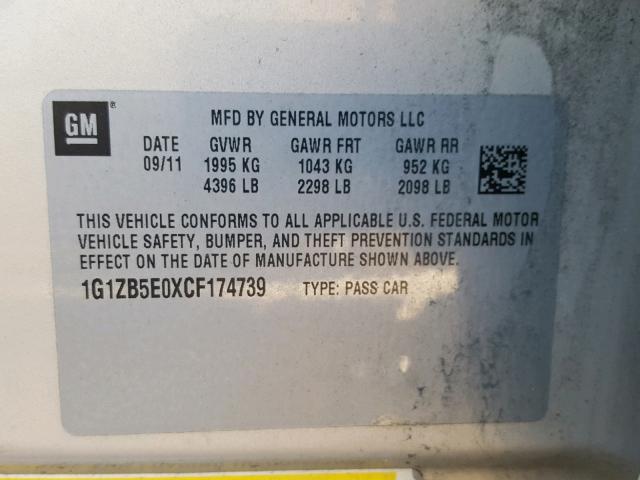 GM®
MFD BY GENERAL MOTORS LLC
DATE GVWR GAWR FRT GAWR RR
09/11 1995 KG 1043 KG 952 KG
4396 LB 2298 LB 2098 LB
THIS VEHICLE CONFORMS TO ALL APPLICABLE U.S. FEDERAL MOTOR
VEHICLE SAFETY, BUMPER, AND THEFT PREVENTION STANDARDS IN
EFFECT ON THE DATE OF MANUFACTURE SHOWN ABOVE.
1G1ZB5E0XCF174739 TYPE: PASS CAR